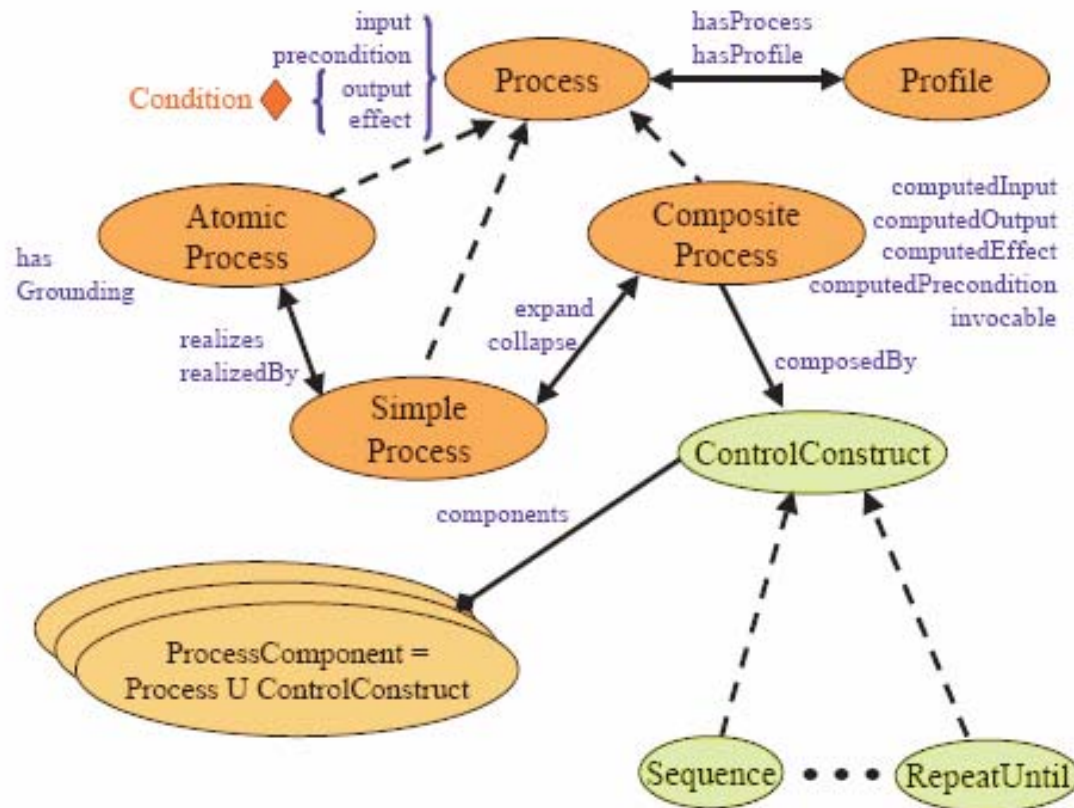 input
precondition
output
effect
Condition
Process
hasProcess
hasProfile
Profile
Atomic
Process
has
Grounding
Composite
Process
computedInput
computedOutput
computedEffect
computedPrecondition
invocable
realizes
realizedBy
expand
collapse
composedBy
Simple
Process
ControlConstruct
components
ProcessComponent =
Process U ControlConstruct
Sequence
RepeatUntil